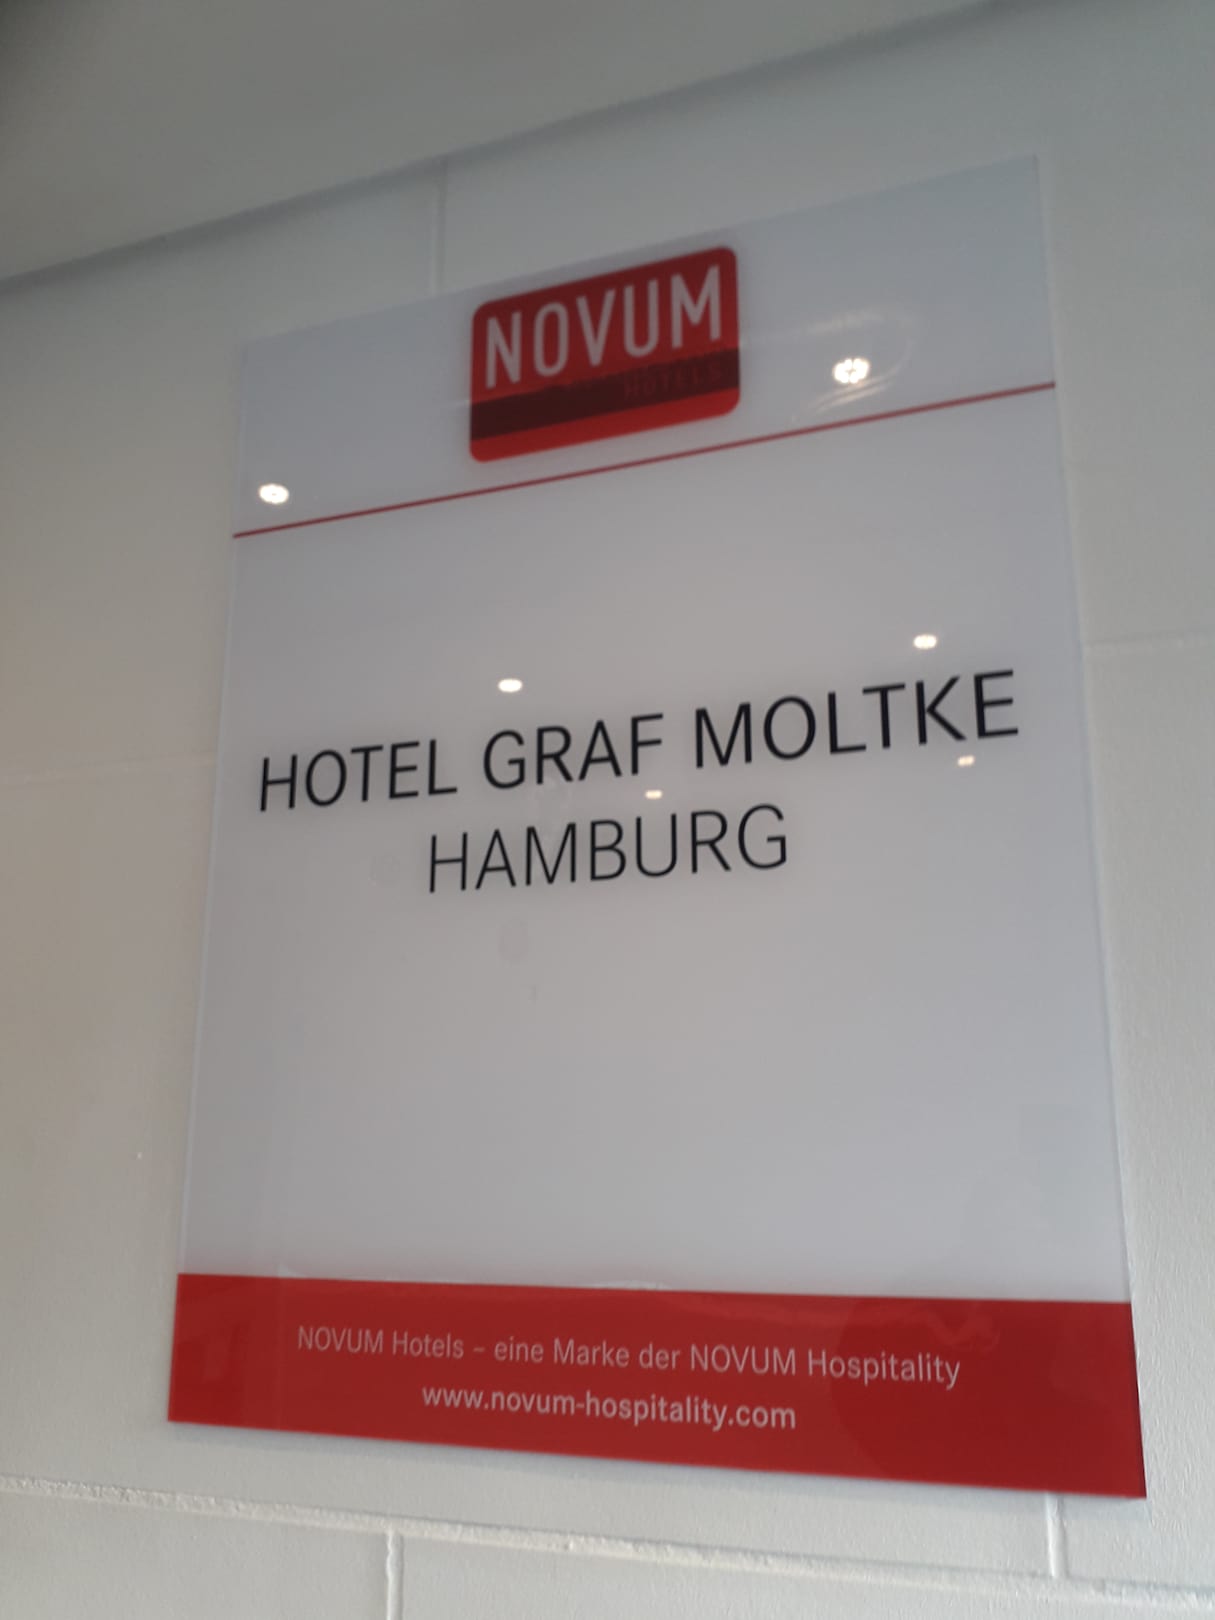 NOVUM
HOTELS
HOTEL GRAF MOLTKE
HAMBURG
NOVUM Hotels – eine Marke der NOVUM Hospitality
www.novum-hospitality.com